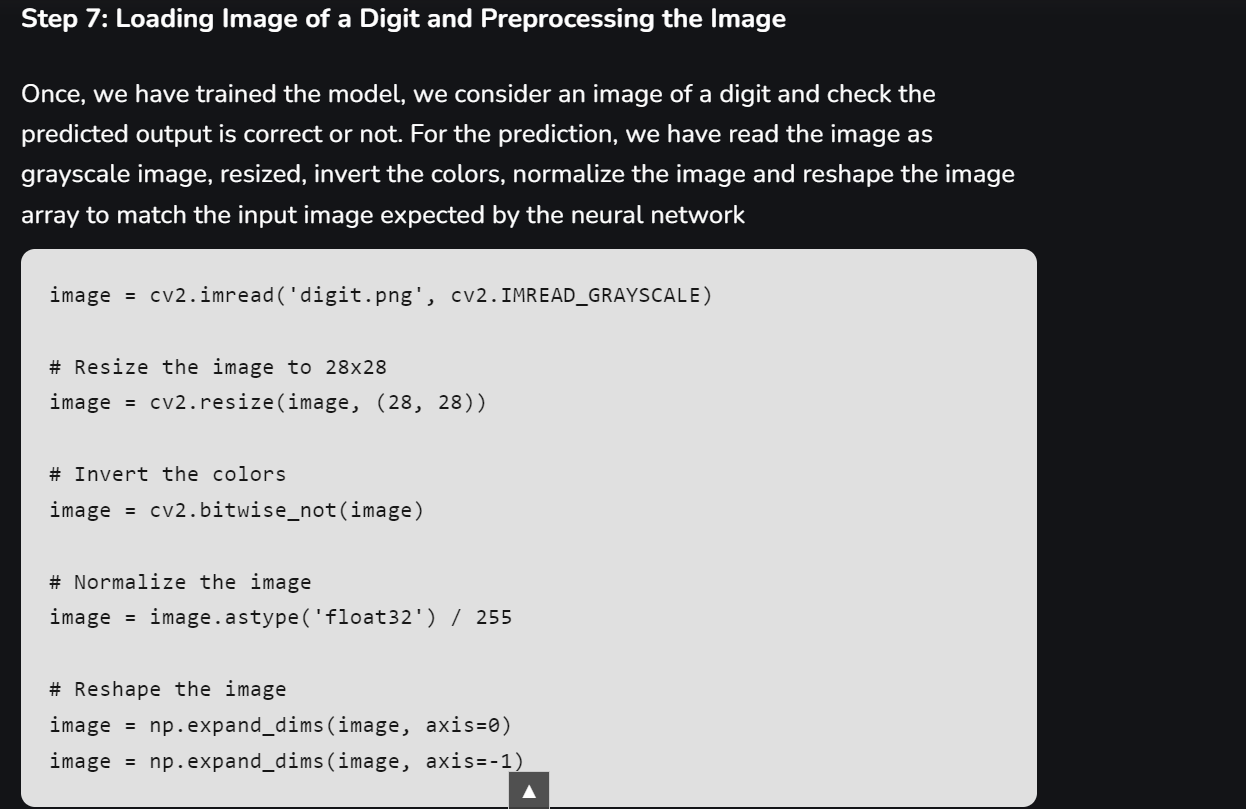 Step 7: Loading Image of a Digit and Preprocessing the Image
Once, we have trained the model, we consider an image of a digit and check the
predicted output is correct or not. For the prediction, we have read the image as
grayscale image, resized, invert the colors, normalize the image and reshape the image
array to match the input image expected by the neural network
image = cv2.imread('digit.png', cv2.IMREAD_GRAYSCALE)
# Resize the image to 28x28
image = cv2.resize(image, (28, 28))
# Invert the colors
image = cv2.bitwise_not(image)
# Normalize the image
image = image.astype('float32') / 255
# Reshape the image
image = np.expand_dims(image, axis=0)
image = np.expand_dims(image, axis=-1)